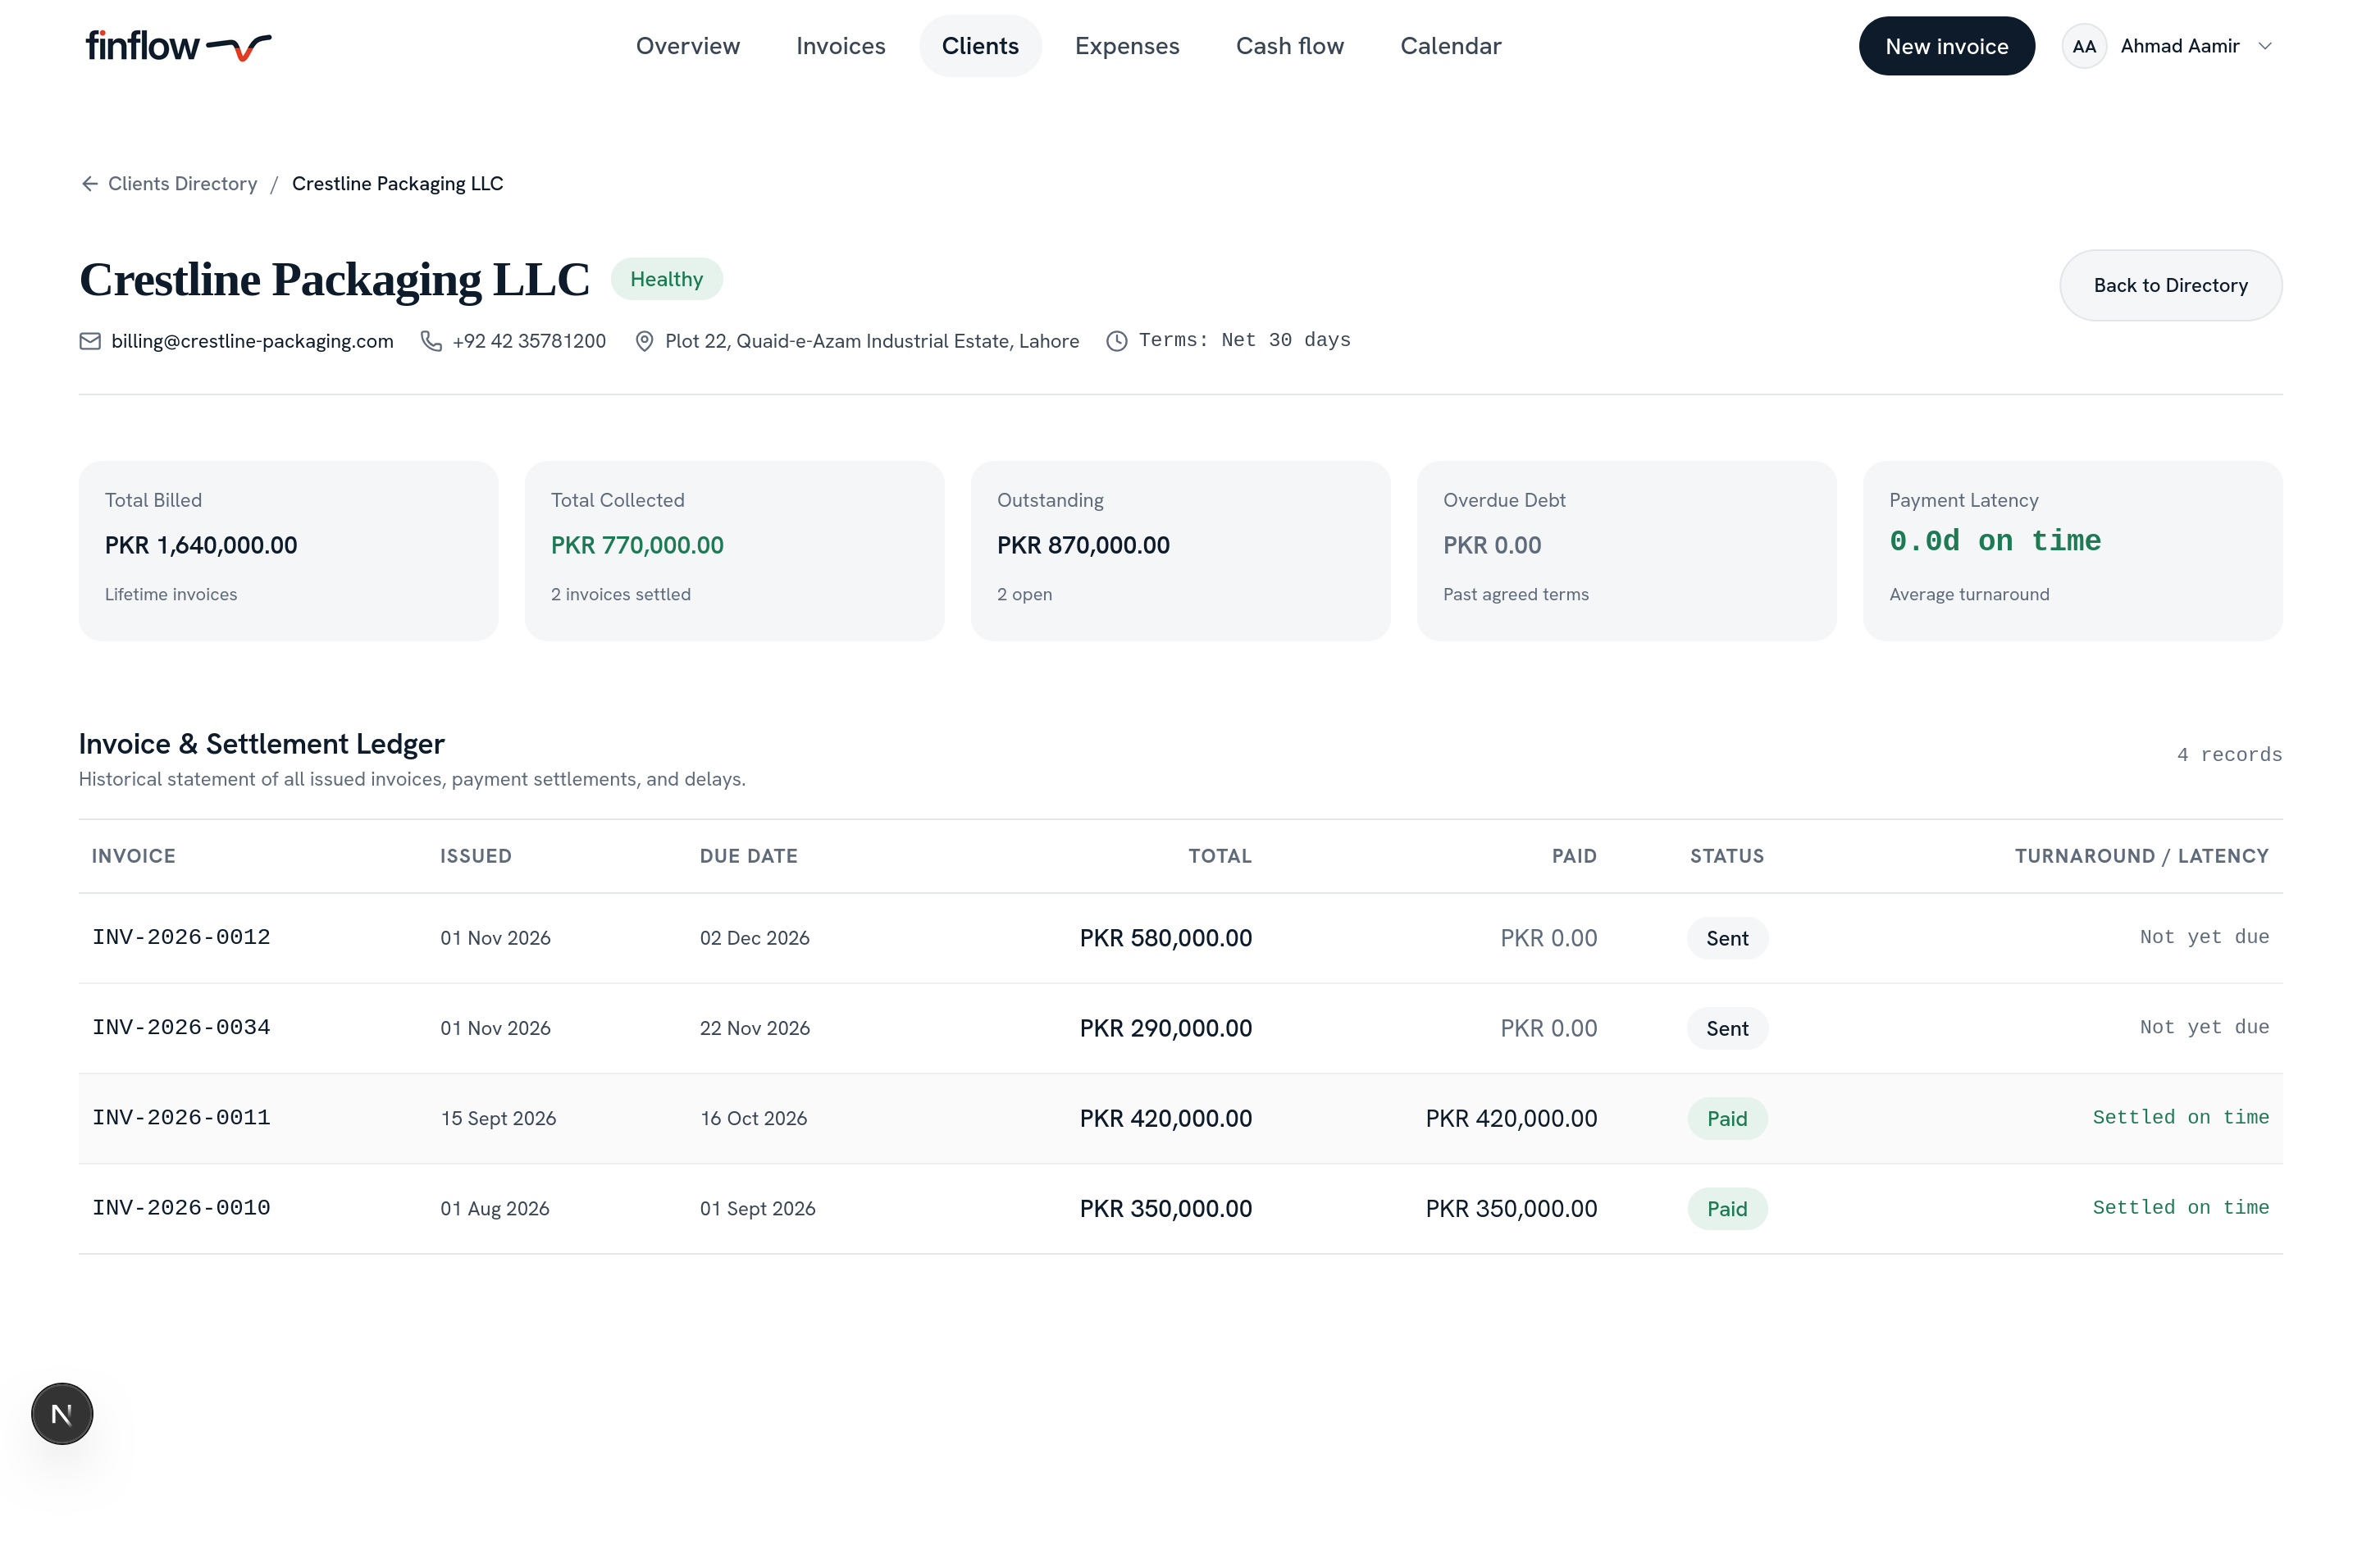 finflow
Overview Invoices Clients Expenses Cash flow Calendar New invoice AA Ahmad Aamir
Clients Directory / Crestline Packaging LLC
Crestline Packaging LLC Healthy Back to Directory
billing@crestline-packaging.com +92 42 35781200 Plot 22, Quaid-e-Azam Industrial Estate, Lahore Terms: Net 30 days
Total Billed Total Collected Outstanding Overdue Debt Payment Latency
PKR 1,640,000.00 PKR 770,000.00 PKR 870,000.00 PKR 0.00 0.0d on time
Lifetime invoices 2 invoices settled 2 open Past agreed terms Average turnaround
Invoice & Settlement Ledger
4 records
Historical statement of all issued invoices, payment settlements, and delays.
INVOICE ISSUED DUE DATE TOTAL PAID STATUS TURNAROUND / LATENCY
INV-2026-0012 01 Nov 2026 02 Dec 2026 PKR 580,000.00 PKR 0.00 Sent Not yet due
INV-2026-0034 01 Nov 2026 22 Nov 2026 PKR 290,000.00 PKR 0.00 Sent Not yet due
INV-2026-0011 15 Sept 2026 16 Oct 2026 PKR 420,000.00 PKR 420,000.00 Paid Settled on time
INV-2026-0010 01 Aug 2026 01 Sept 2026 PKR 350,000.00 PKR 350,000.00 Paid Settled on time
N